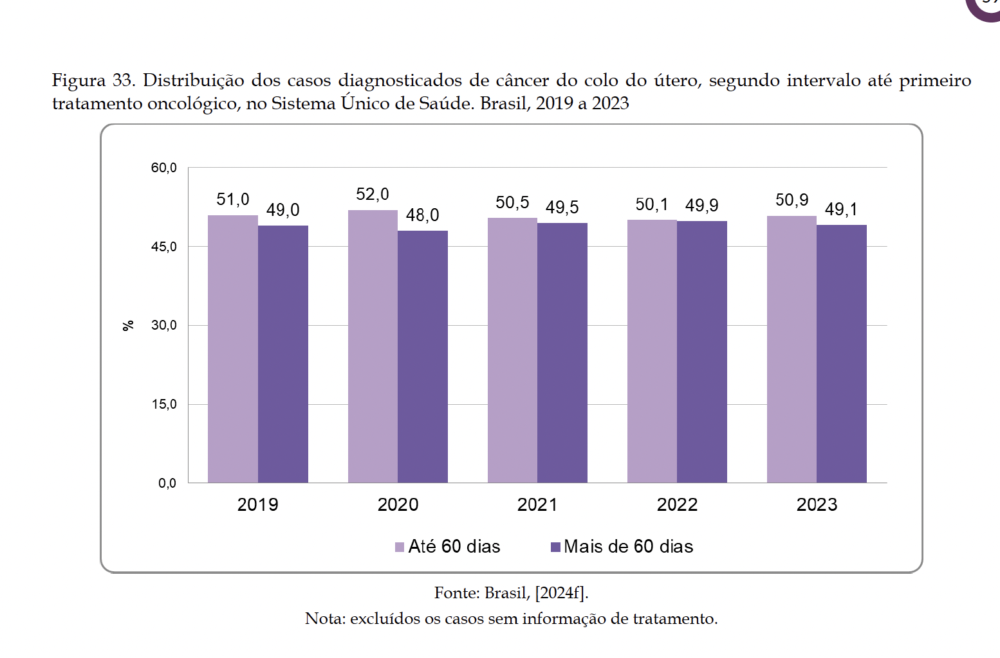 Figura 33. Distribuição dos casos diagnosticados de câncer do colo do útero, segundo intervalo até primeiro
tratamento oncológico, no Sistema Único de Saúde. Brasil, 2019 a 2023
60,0
45,0
30,0
15,0
0,0
%
51,0 49,0 52,0 48,0 50,5 49,5 50,1 49,9 50,9 49,1
2019 2020 2021 2022 2023
Até 60 dias Mais de 60 dias
Fonte: Brasil, [2024f].
Nota: excluídos os casos sem informação de tratamento.